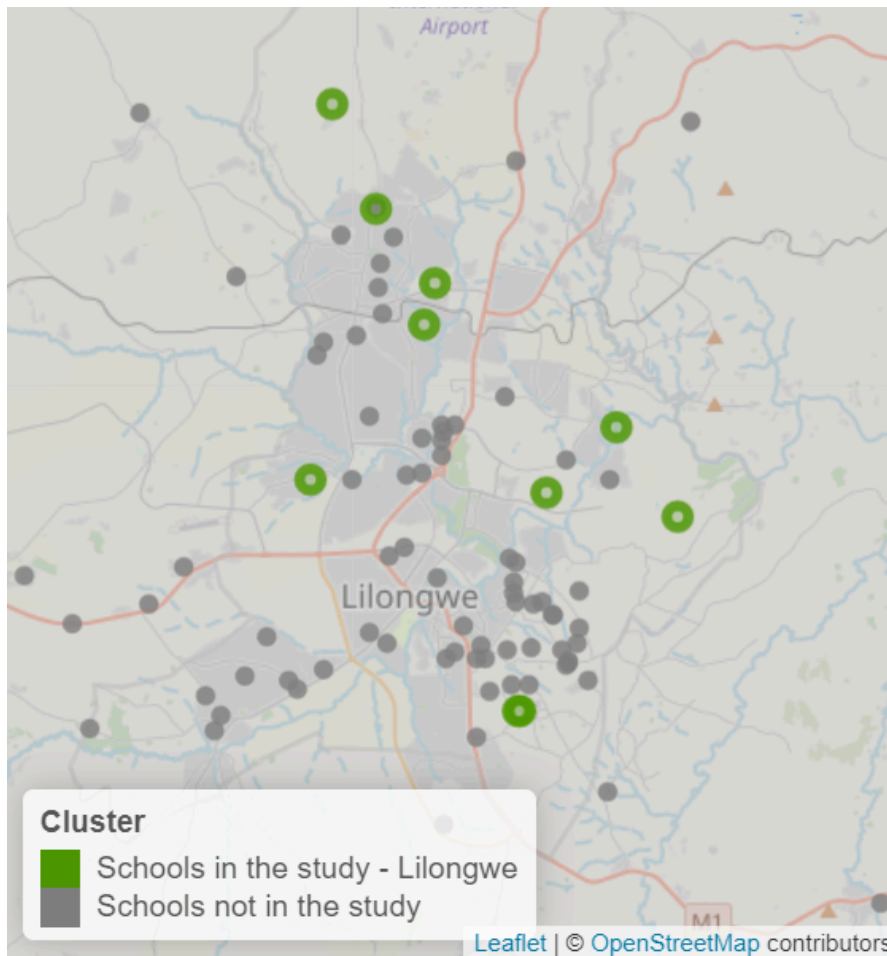 Airport
Lilongwe
Cluster
Schools in the study - Lilongwe
Schools not in the study
M1
Leaflet | © OpenStreetMap contributors